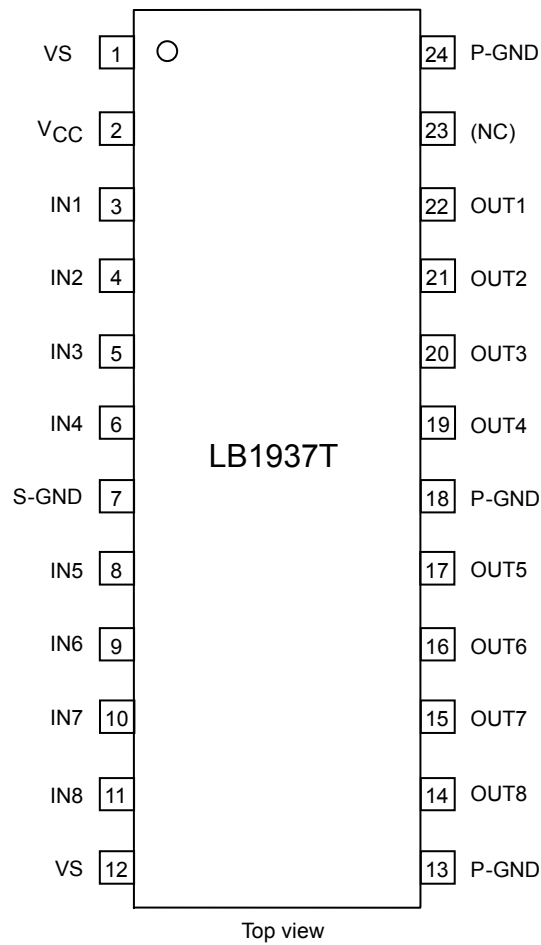 VS 1 24 P-GND
VCC 2 23 (NC)
IN1 3 22 OUT1
IN2 4 21 OUT2
IN3 5 20 OUT3
IN4 6 19 OUT4
LB1937T
S-GND 7 18 P-GND
IN5 8 17 OUT5
IN6 9 16 OUT6
IN7 10 15 OUT7
IN8 11 14 OUT8
VS 12 13 P-GND
Top view